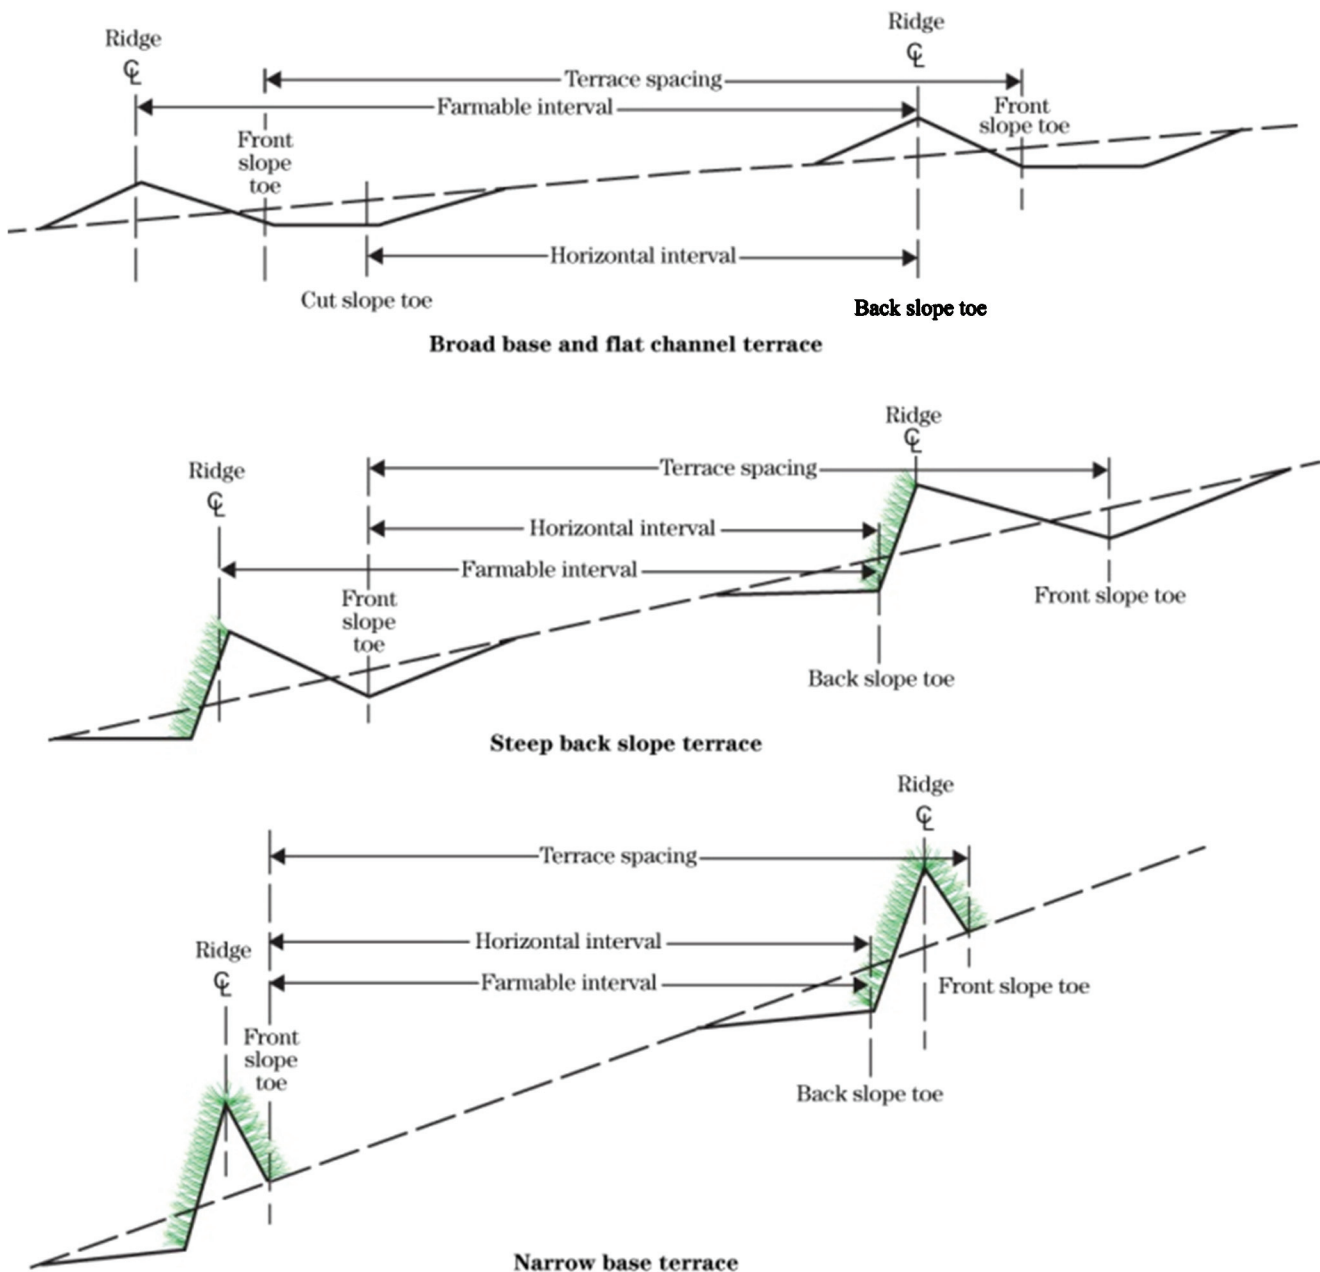 Ridge
℄
Ridge
℄
Terrace spacing
Farmable interval
Front
slope toe
Front
slope
toe
Horizontal interval
Cut slope toe
Back slope toe
Broad base and flat channel terrace
Ridge
℄
Ridge
℄
Terrace spacing
Horizontal interval
Farmable interval
Front
slope
toe
Front slope toe
Back slope toe
Steep back slope terrace
Ridge
℄
Terrace spacing
Horizontal interval
Ridge
℄
Farmable interval
Front slope toe
Front
slope
toe
Back slope toe
Narrow base terrace